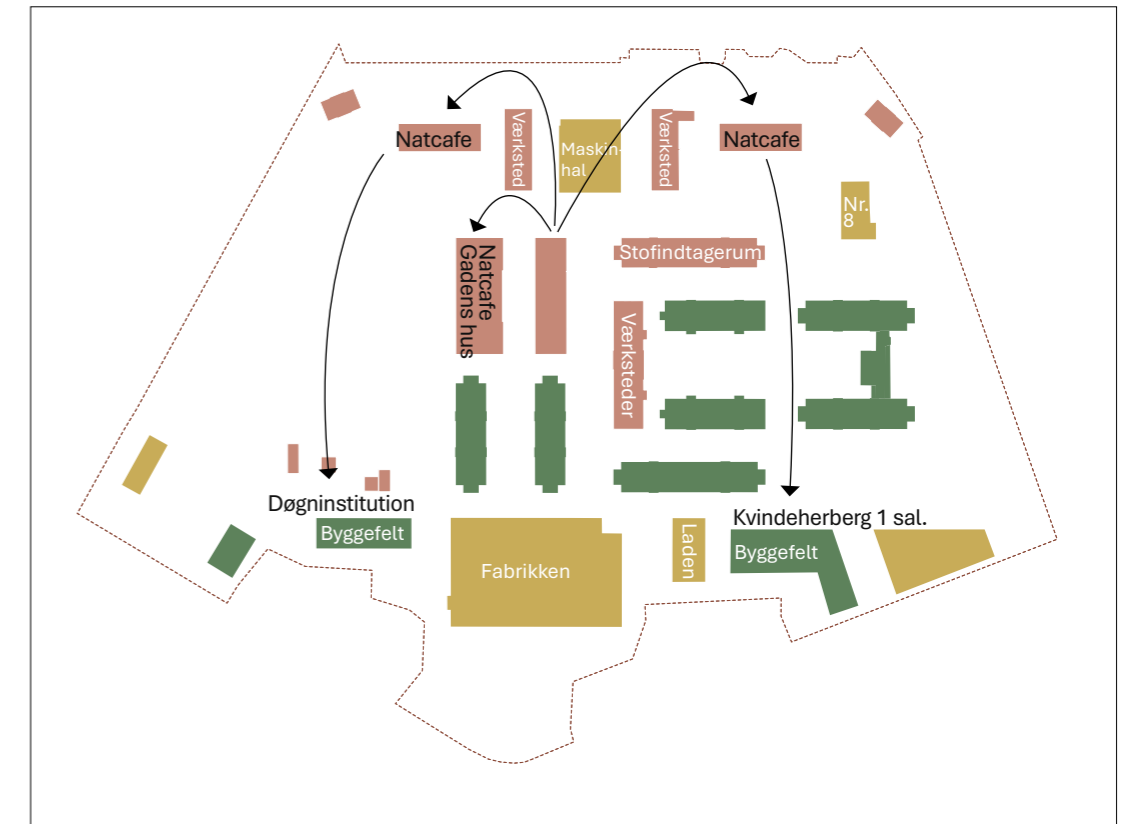 Værksted
Maskin-
hal
Værksted
Natcafe
Natcafe
Nr.
8
Natcafe
Gadens hus
Stofindtagerum
Værksteder
Døgninstitution
Byggefelt
Fabrikken
Laden
Kvindeherberg 1 sal.
Byggefelt